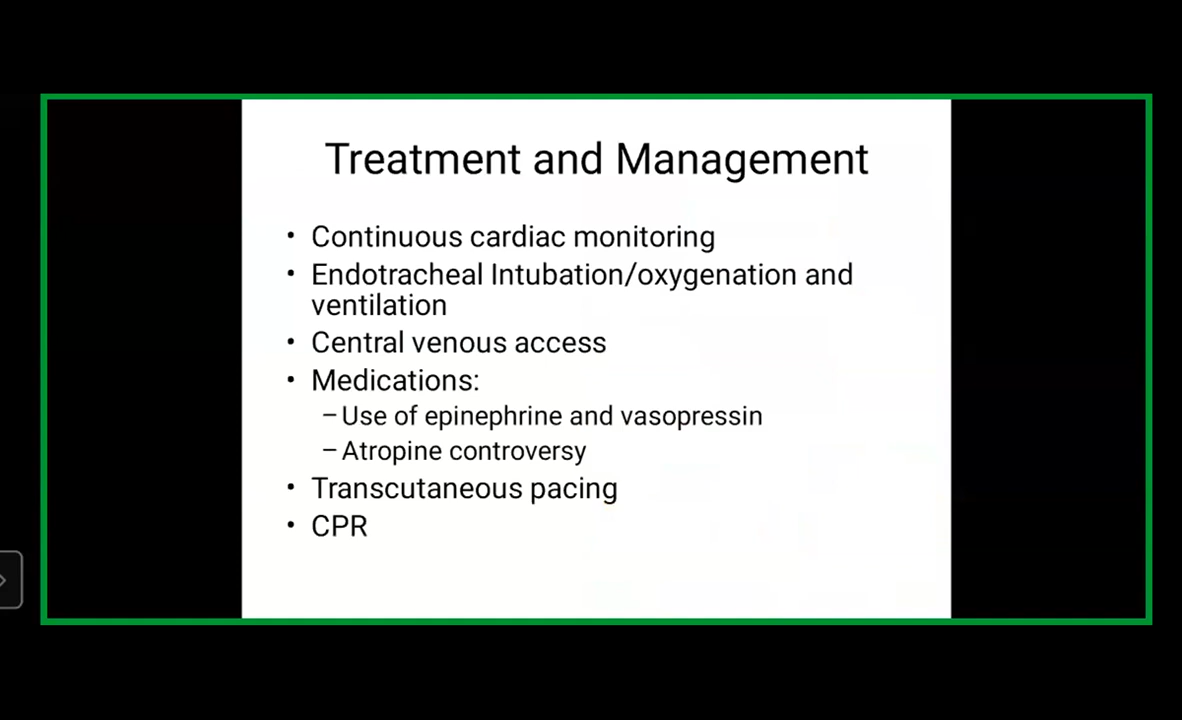 Treatment and Management
• Continuous cardiac monitoring
• Endotracheal Intubation/oxygenation and
ventilation
• Central venous access
• Medications:
– Use of epinephrine and vasopressin
– Atropine controversy
• Transcutaneous pacing
• CPR